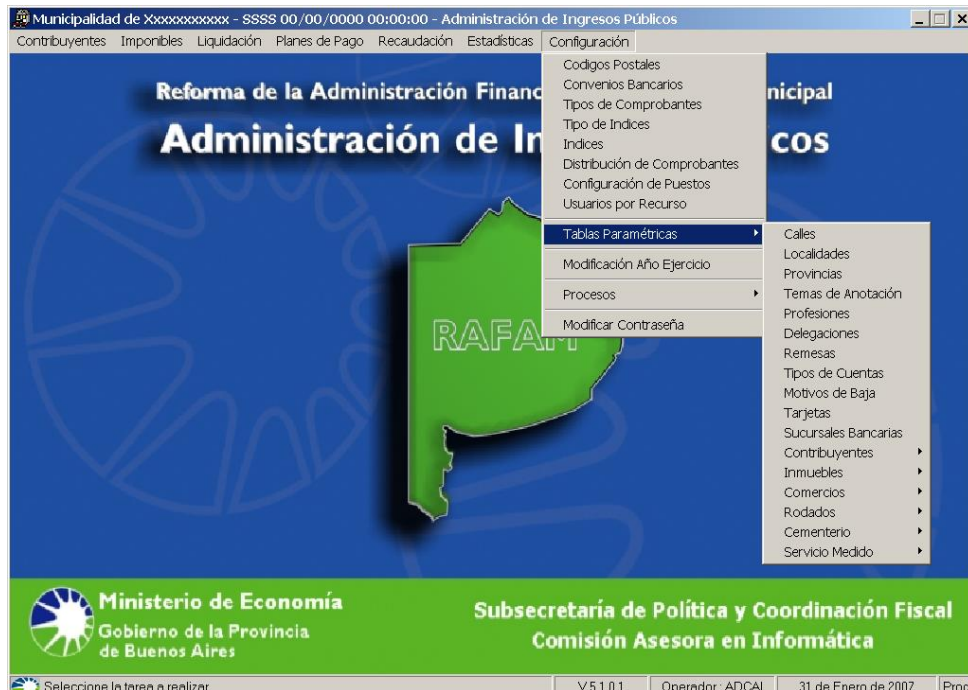 Municipalidad de Xxxxxxxxxxx - SSSS 00/00/0000 00:00:00 - Administración de Ingresos Públicos
Contribuyentes Imponibles Liquidación Planes de Pago Recaudación Estadísticas Configuración
Reforma de la Administración Financ
nicipal
Administración de In
cos
RAFAM
Codigos Postales
Convenios Bancarios
Tipos de Comprobantes
Tipo de Indices
Indices
Distribución de Comprobantes
Configuración de Puestos
Usuarios por Recurso
Tablas Paramétricas
Modificación Año Ejercicio
Procesos
Modificar Contraseña
Calles
Localidades
Provincias
Temas de Anotación
Profesiones
Delegaciones
Remesas
Tipos de Cuentas
Motivos de Baja
Tarjetas
Sucursales Bancarias
Contribuyentes
Inmuebles
Comercios
Rodados
Cementerio
Servicio Medido
Ministerio de Economía
Gobierno de la Provincia
de Buenos Aires
Subsecretaría de Política y Coordinación Fiscal
Comisión Asesora en Informática
Seleccione la tarea a realizar V.5.1.0.1 Operador : ADCAI 31 de Enero de 2007 Prod